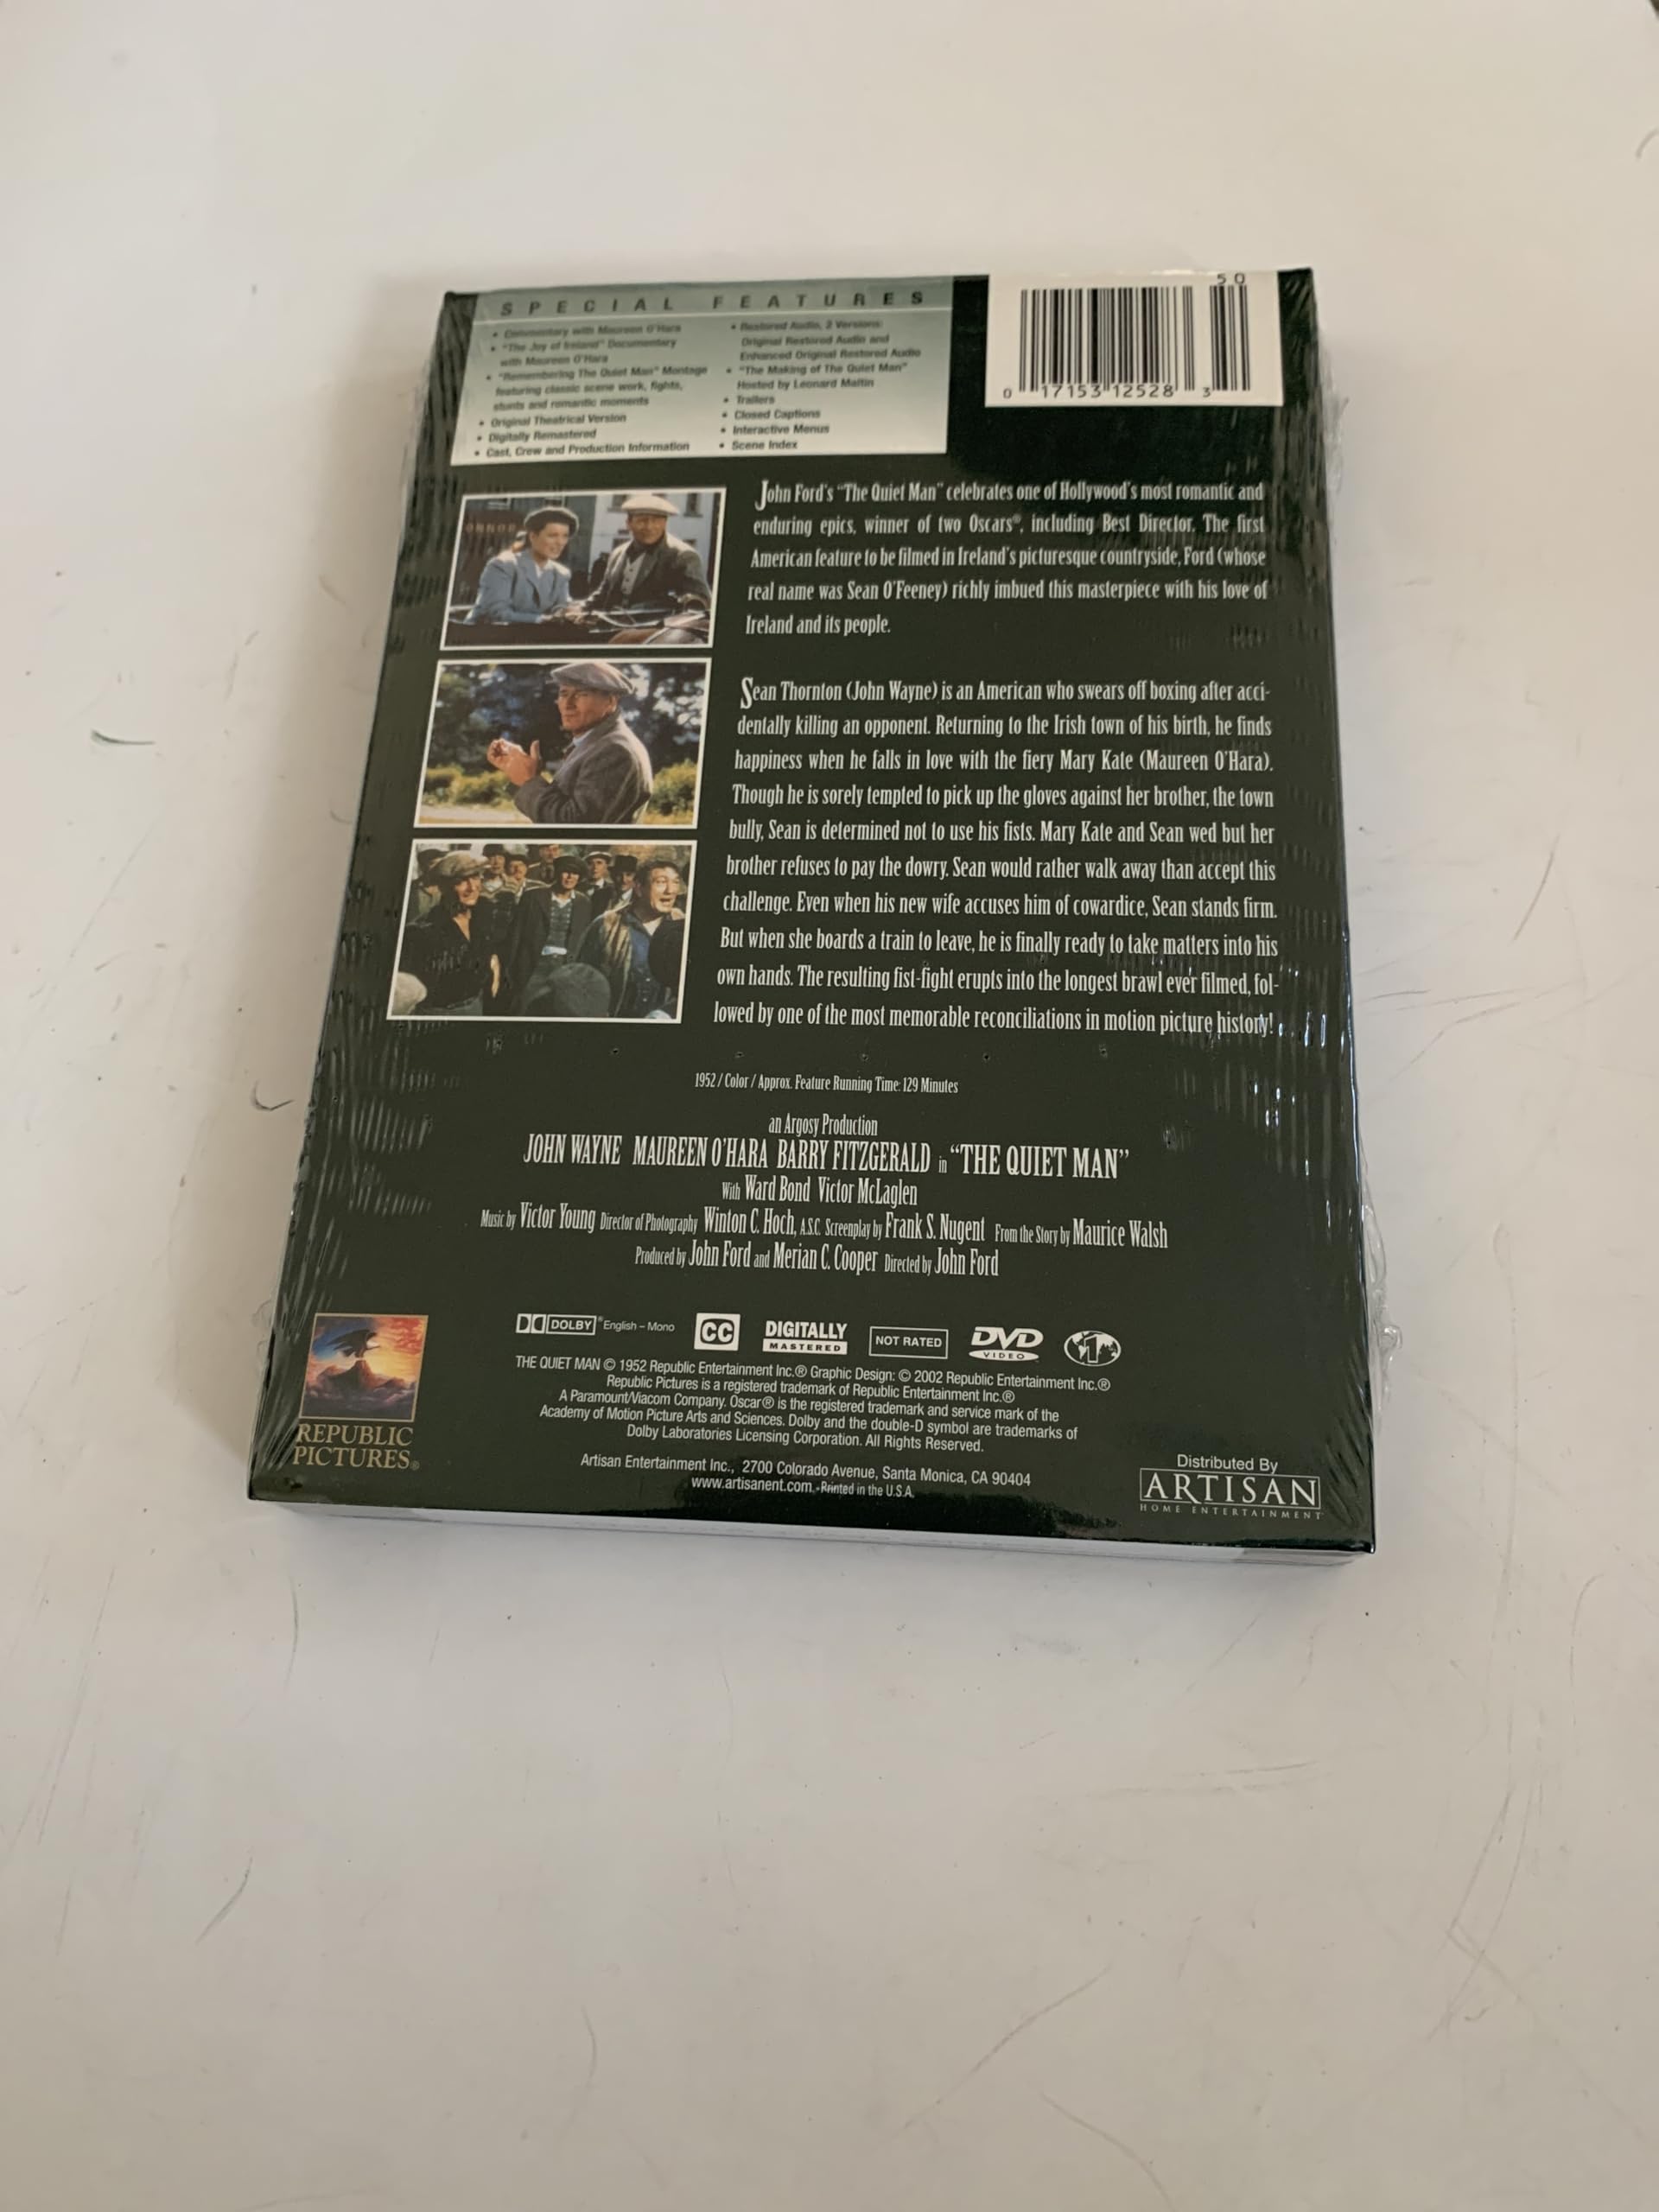 SPECIAL FEATURES
• Commentary with Maureen O'Hara
• "The Joy of Ireland" Documentary
with Maureen O'Hara
• "Remembering The Quiet Man" Montage
featuring classic scene work, fights,
stunts and romantic moments
• Original Theatrical Version
• Digitally Remastered
• Cast, Crew and Production Information
• Restored Audio, 2 Versions:
Original Restored Audio and
Enhanced Original Restored Audio
• "The Making of The Quiet Man"
Hosted by Leonard Maltin
• Trailers
• Closed Captions
• Interactive Menus
• Scene Index
50
0 17153 12528 3
John Ford's "The Quiet Man" celebrates one of Hollywood's most romantic and
enduring epics, winner of two Oscars®, including Best Director. The first
American feature to be filmed in Ireland's picturesque countryside, Ford (whose
real name was Sean O'Feeney) richly imbued this masterpiece with his love of
Ireland and its people.
Sean Thornton (John Wayne) is an American who swears off boxing after acci-
dentally killing an opponent. Returning to the Irish town of his birth, he finds
happiness when he falls in love with the fiery Mary Kate (Maureen O'Hara).
Though he is sorely tempted to pick up the gloves against her brother, the town
bully, Sean is determined not to use his fists. Mary Kate and Sean wed but her
brother refuses to pay the dowry. Sean would rather walk away than accept this
challenge. Even when his new wife accuses him of cowardice, Sean stands firm.
But when she boards a train to leave, he is finally ready to take matters into his
own hands. The resulting fist-fight erupts into the longest brawl ever filmed, fol-
lowed by one of the most memorable reconciliations in motion picture history!
1952 / Color / Approx. Feature Running Time: 129 Minutes
an Argosy Production
JOHN WAYNE MAUREEN O'HARA BARRY FITZGERALD in "THE QUIET MAN"
With Ward Bond Victor McLaglen
Music by Victor Young Director of Photography Winton C. Hoch, A.S.C. Screenplay by Frank S. Nugent From the Story by Maurice Walsh
Produced by John Ford and Merian C. Cooper Directed by John Ford
DOLBY® English – Mono CC DIGITALLY MASTERED NOT RATED DVD VIDEO 1
THE QUIET MAN © 1952 Republic Entertainment Inc.® Graphic Design: © 2002 Republic Entertainment Inc.®
Republic Pictures is a registered trademark of Republic Entertainment Inc.®
A Paramount/Viacom Company. Oscar® is the registered trademark and service mark of the
Academy of Motion Picture Arts and Sciences. Dolby and the double-D symbol are trademarks of
Dolby Laboratories Licensing Corporation. All Rights Reserved.
Artisan Entertainment Inc., 2700 Colorado Avenue, Santa Monica, CA 90404
www.artisanent.com • Printed in the U.S.A.
REPUBLIC
PICTURES®
Distributed By
ARTISAN
HOME ENTERTAINMENT